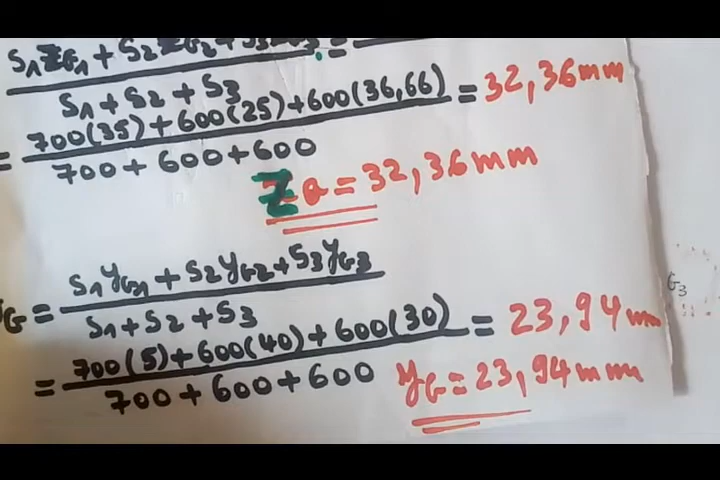 S1ZG1 + S2ZG2 + S3ZG3 =
S1 + S2 + S3
= 700(35) + 600(25) + 600(36,66) = 32,36mm
700 + 600 + 600
ZG = 32,36mm
yG = S1yG1 + S2yG2 + S3yG3
S1 + S2 + S3
= 700(5) + 600(40) + 600(30) = 23,94mm
700 + 600 + 600
yG = 23,94mm
G3